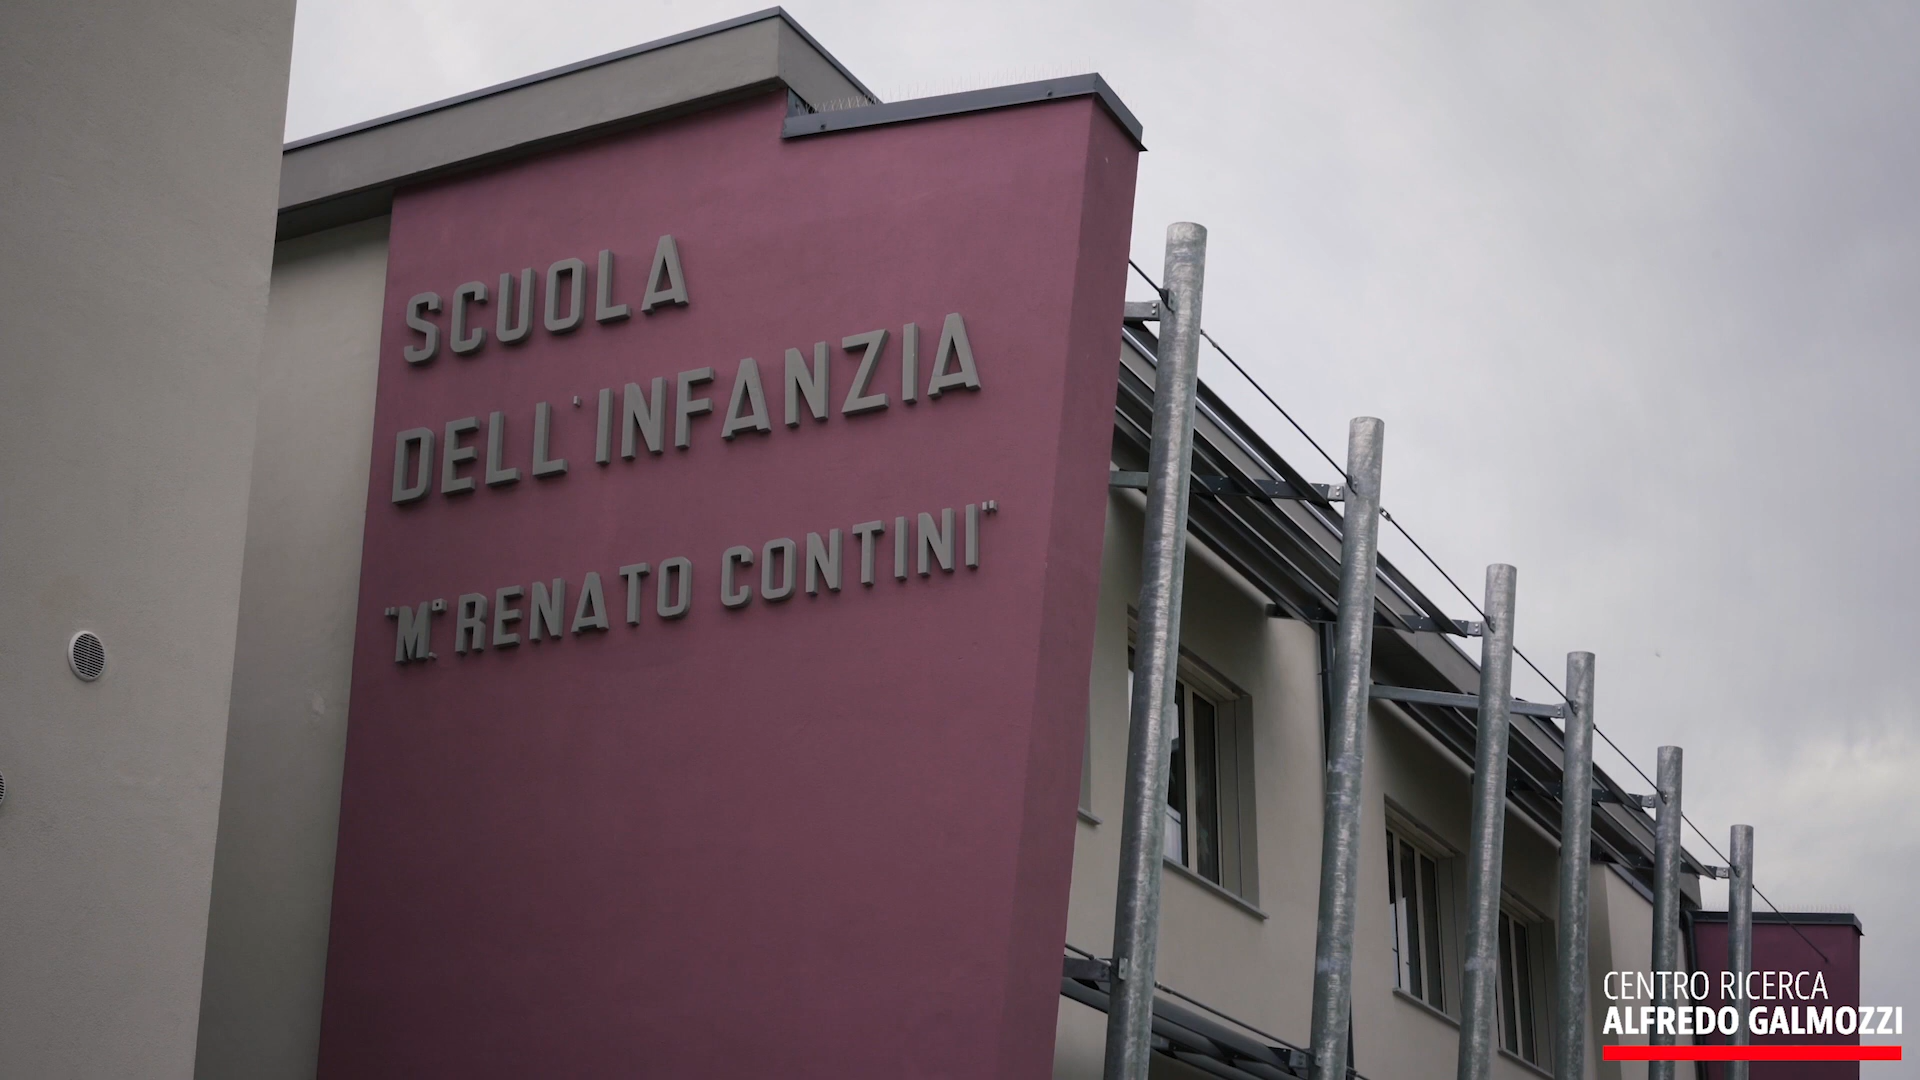 SCUOLA
DELL'INFANZIA
"M.º RENATO CONTINI"
CENTRO RICERCA
ALFREDO GALMOZZI